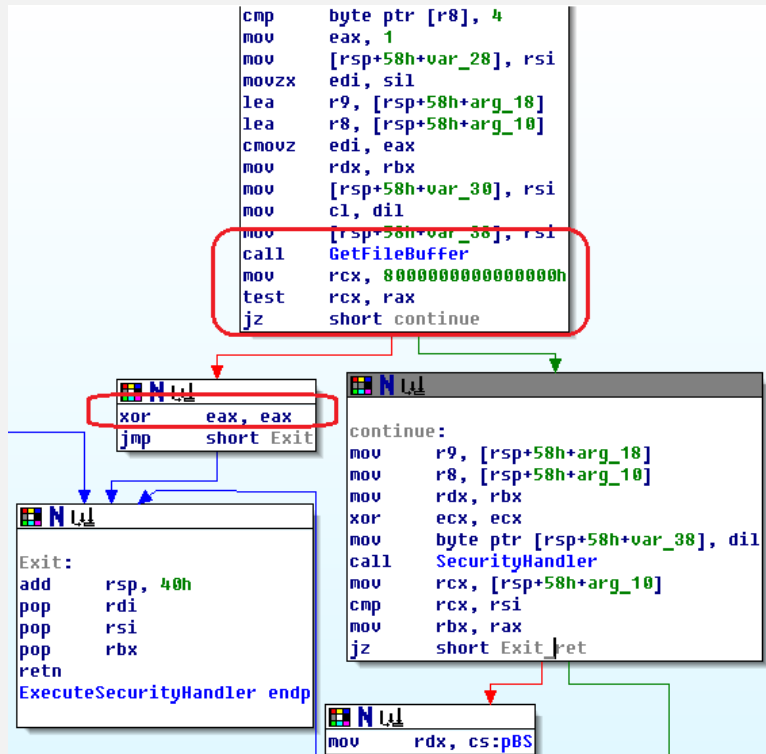 cmp byte ptr [r8], 4
mov eax, 1
mov [rsp+58h+var_28], rsi
movzx edi, sil
lea r9, [rsp+58h+arg_18]
lea r8, [rsp+58h+arg_10]
cmovz edi, eax
mov rdx, rbx
mov [rsp+58h+var_30], rsi
mov cl, dil
mov [rsp+58h+var_38], rsi
call GetFileBuffer
mov rcx, 8000000000000000h
test rcx, rax
jz short continue
N
xor eax, eax
jmp short Exit
N
continue:
mov r9, [rsp+58h+arg_18]
mov r8, [rsp+58h+arg_10]
mov rdx, rbx
xor ecx, ecx
mov byte ptr [rsp+58h+var_38], dil
call SecurityHandler
mov rcx, [rsp+58h+arg_10]
cmp rcx, rsi
mov rbx, rax
jz short Exit_ret
N
Exit:
add rsp, 40h
pop rdi
pop rsi
pop rbx
retn
ExecuteSecurityHandler endp
N
mov rdx, cs:pBS